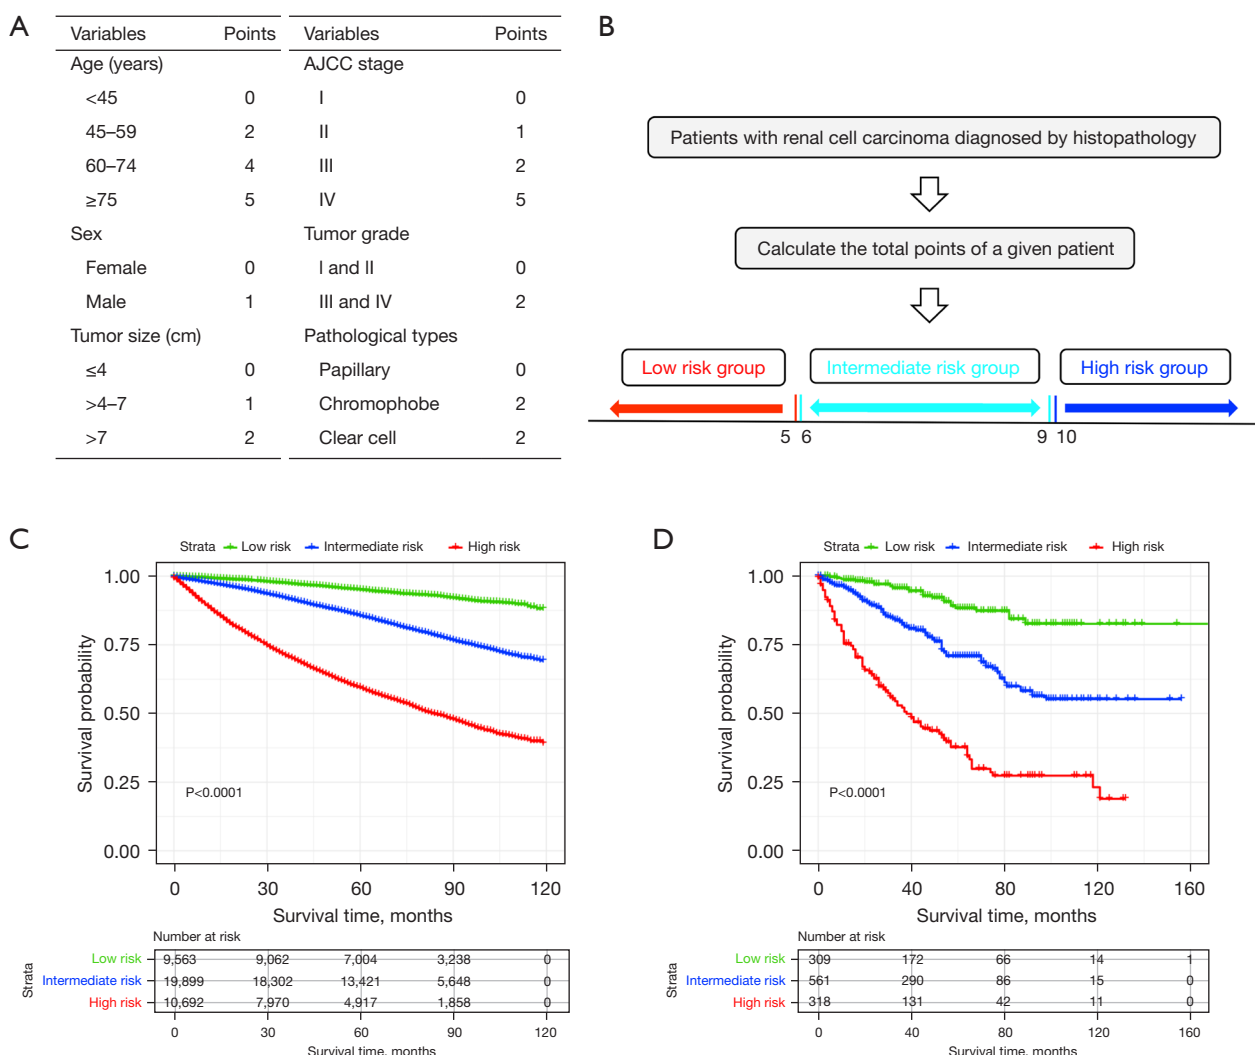 A
Variables Points Variables Points
Age (years) AJCC stage
<45 0 I 0
45–59 2 II 1
60–74 4 III 2
≥75 5 IV 5
Sex Tumor grade
Female 0 I and II 0
Male 1 III and IV 2
Tumor size (cm) Pathological types
≤4 0 Papillary 0
>4–7 1 Chromophobe 2
>7 2 Clear cell 2
B
Patients with renal cell carcinoma diagnosed by histopathology
Calculate the total points of a given patient
Low risk group Intermediate risk group High risk group
5 6 9 10
C
Strata Low risk Intermediate risk High risk
Survival probability
1.00
0.75
0.50
0.25
0.00
P<0.0001
0 30 60 90 120
Survival time, months
Number at risk
Strata
Low risk 9,563 9,062 7,004 3,238 0
Intermediate risk 19,899 18,302 13,421 5,648 0
High risk 10,692 7,970 4,917 1,858 0
0 30 60 90 120
Survival time, months
D
Strata Low risk Intermediate risk High risk
Survival probability
1.00
0.75
0.50
0.25
0.00
P<0.0001
0 40 80 120 160
Survival time, months
Number at risk
Strata
Low risk 309 172 66 14 1
Intermediate risk 561 290 86 15 0
High risk 318 131 42 11 0
0 40 80 120 160
Survival time, months